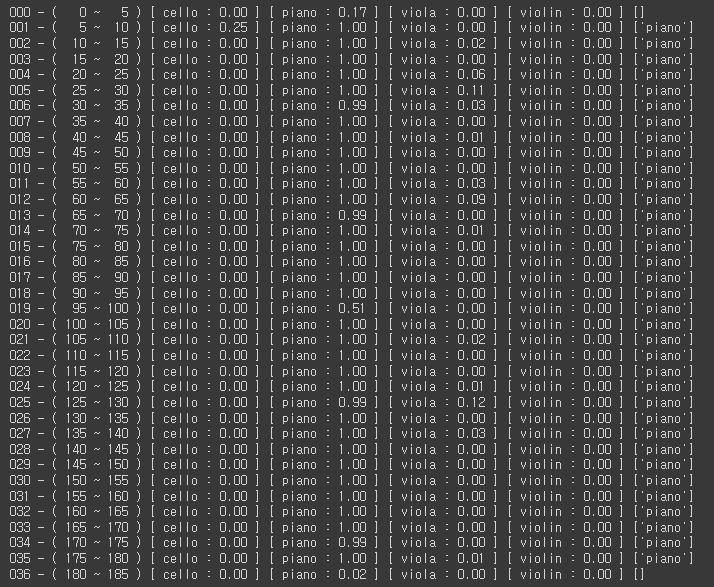 000 - (   0 ~   5 ) [ cello : 0.00 ] [ piano : 0.17 ] [ viola : 0.00 ] [ violin : 0.00 ] []
001 - (   5 ~  10 ) [ cello : 0.25 ] [ piano : 1.00 ] [ viola : 0.00 ] [ violin : 0.00 ] ['piano']
002 - (  10 ~  15 ) [ cello : 0.00 ] [ piano : 1.00 ] [ viola : 0.02 ] [ violin : 0.00 ] ['piano']
003 - (  15 ~  20 ) [ cello : 0.00 ] [ piano : 1.00 ] [ viola : 0.00 ] [ violin : 0.00 ] ['piano']
004 - (  20 ~  25 ) [ cello : 0.00 ] [ piano : 1.00 ] [ viola : 0.06 ] [ violin : 0.00 ] ['piano']
005 - (  25 ~  30 ) [ cello : 0.00 ] [ piano : 1.00 ] [ viola : 0.11 ] [ violin : 0.00 ] ['piano']
006 - (  30 ~  35 ) [ cello : 0.00 ] [ piano : 0.99 ] [ viola : 0.03 ] [ violin : 0.00 ] ['piano']
007 - (  35 ~  40 ) [ cello : 0.00 ] [ piano : 1.00 ] [ viola : 0.00 ] [ violin : 0.00 ] ['piano']
008 - (  40 ~  45 ) [ cello : 0.00 ] [ piano : 1.00 ] [ viola : 0.01 ] [ violin : 0.00 ] ['piano']
009 - (  45 ~  50 ) [ cello : 0.00 ] [ piano : 1.00 ] [ viola : 0.00 ] [ violin : 0.00 ] ['piano']
010 - (  50 ~  55 ) [ cello : 0.00 ] [ piano : 1.00 ] [ viola : 0.00 ] [ violin : 0.00 ] ['piano']
011 - (  55 ~  60 ) [ cello : 0.00 ] [ piano : 1.00 ] [ viola : 0.03 ] [ violin : 0.00 ] ['piano']
012 - (  60 ~  65 ) [ cello : 0.00 ] [ piano : 1.00 ] [ viola : 0.09 ] [ violin : 0.00 ] ['piano']
013 - (  65 ~  70 ) [ cello : 0.00 ] [ piano : 0.99 ] [ viola : 0.00 ] [ violin : 0.00 ] ['piano']
014 - (  70 ~  75 ) [ cello : 0.00 ] [ piano : 1.00 ] [ viola : 0.01 ] [ violin : 0.00 ] ['piano']
015 - (  75 ~  80 ) [ cello : 0.00 ] [ piano : 1.00 ] [ viola : 0.00 ] [ violin : 0.00 ] ['piano']
016 - (  80 ~  85 ) [ cello : 0.00 ] [ piano : 1.00 ] [ viola : 0.00 ] [ violin : 0.00 ] ['piano']
017 - (  85 ~  90 ) [ cello : 0.00 ] [ piano : 1.00 ] [ viola : 0.00 ] [ violin : 0.00 ] ['piano']
018 - (  90 ~  95 ) [ cello : 0.00 ] [ piano : 1.00 ] [ viola : 0.00 ] [ violin : 0.00 ] ['piano']
019 - (  95 ~ 100 ) [ cello : 0.00 ] [ piano : 0.51 ] [ viola : 0.00 ] [ violin : 0.00 ] ['piano']
020 - ( 100 ~ 105 ) [ cello : 0.00 ] [ piano : 1.00 ] [ viola : 0.00 ] [ violin : 0.00 ] ['piano']
021 - ( 105 ~ 110 ) [ cello : 0.00 ] [ piano : 1.00 ] [ viola : 0.02 ] [ violin : 0.00 ] ['piano']
022 - ( 110 ~ 115 ) [ cello : 0.00 ] [ piano : 1.00 ] [ viola : 0.00 ] [ violin : 0.00 ] ['piano']
023 - ( 115 ~ 120 ) [ cello : 0.00 ] [ piano : 1.00 ] [ viola : 0.00 ] [ violin : 0.00 ] ['piano']
024 - ( 120 ~ 125 ) [ cello : 0.00 ] [ piano : 1.00 ] [ viola : 0.01 ] [ violin : 0.00 ] ['piano']
025 - ( 125 ~ 130 ) [ cello : 0.00 ] [ piano : 0.99 ] [ viola : 0.12 ] [ violin : 0.00 ] ['piano']
026 - ( 130 ~ 135 ) [ cello : 0.00 ] [ piano : 1.00 ] [ viola : 0.00 ] [ violin : 0.00 ] ['piano']
027 - ( 135 ~ 140 ) [ cello : 0.00 ] [ piano : 1.00 ] [ viola : 0.03 ] [ violin : 0.00 ] ['piano']
028 - ( 140 ~ 145 ) [ cello : 0.00 ] [ piano : 1.00 ] [ viola : 0.00 ] [ violin : 0.00 ] ['piano']
029 - ( 145 ~ 150 ) [ cello : 0.00 ] [ piano : 1.00 ] [ viola : 0.00 ] [ violin : 0.00 ] ['piano']
030 - ( 150 ~ 155 ) [ cello : 0.00 ] [ piano : 1.00 ] [ viola : 0.00 ] [ violin : 0.00 ] ['piano']
031 - ( 155 ~ 160 ) [ cello : 0.00 ] [ piano : 1.00 ] [ viola : 0.00 ] [ violin : 0.00 ] ['piano']
032 - ( 160 ~ 165 ) [ cello : 0.00 ] [ piano : 1.00 ] [ viola : 0.00 ] [ violin : 0.00 ] ['piano']
033 - ( 165 ~ 170 ) [ cello : 0.00 ] [ piano : 1.00 ] [ viola : 0.00 ] [ violin : 0.00 ] ['piano']
034 - ( 170 ~ 175 ) [ cello : 0.00 ] [ piano : 0.99 ] [ viola : 0.00 ] [ violin : 0.00 ] ['piano']
035 - ( 175 ~ 180 ) [ cello : 0.00 ] [ piano : 1.00 ] [ viola : 0.01 ] [ violin : 0.00 ] ['piano']
036 - ( 180 ~ 185 ) [ cello : 0.00 ] [ piano : 0.02 ] [ viola : 0.00 ] [ violin : 0.00 ] []